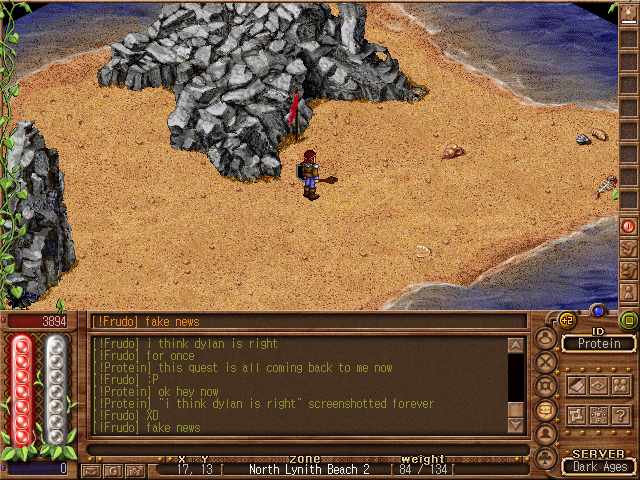 3894
[!Frudo] fake news
+2
ID
Protein
[!Frudo] i think dylan is right
[!Frudo] for once
[!Protein] this quest is all coming back to me now
[!Frudo] :P
[!Protein] ok hey now
[!Protein] "i think dylan is right" screenshotted forever
[!Frudo] XD
[!Frudo] fake news
?
x y zone weight
0
G
17, 13
North Lynith Beach 2
84 / 134
SERVER
Dark Ages